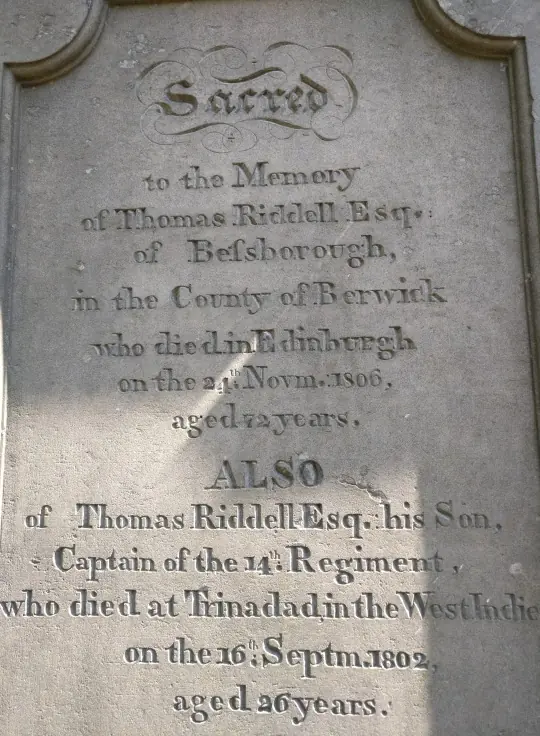 Sacred
to the Memory
of Thomas Riddell Esq.
of Beſsborough,
in the County of Berwick
who died in Edinburgh
on the 24th. Novm. 1806,
aged 72 years.
ALSO
of Thomas Riddell Esq. his Son,
Captain of the 14th. Regiment,
who died at Trinadad, in the West Indie
on the 16th. Septm. 1802,
aged 26 years.